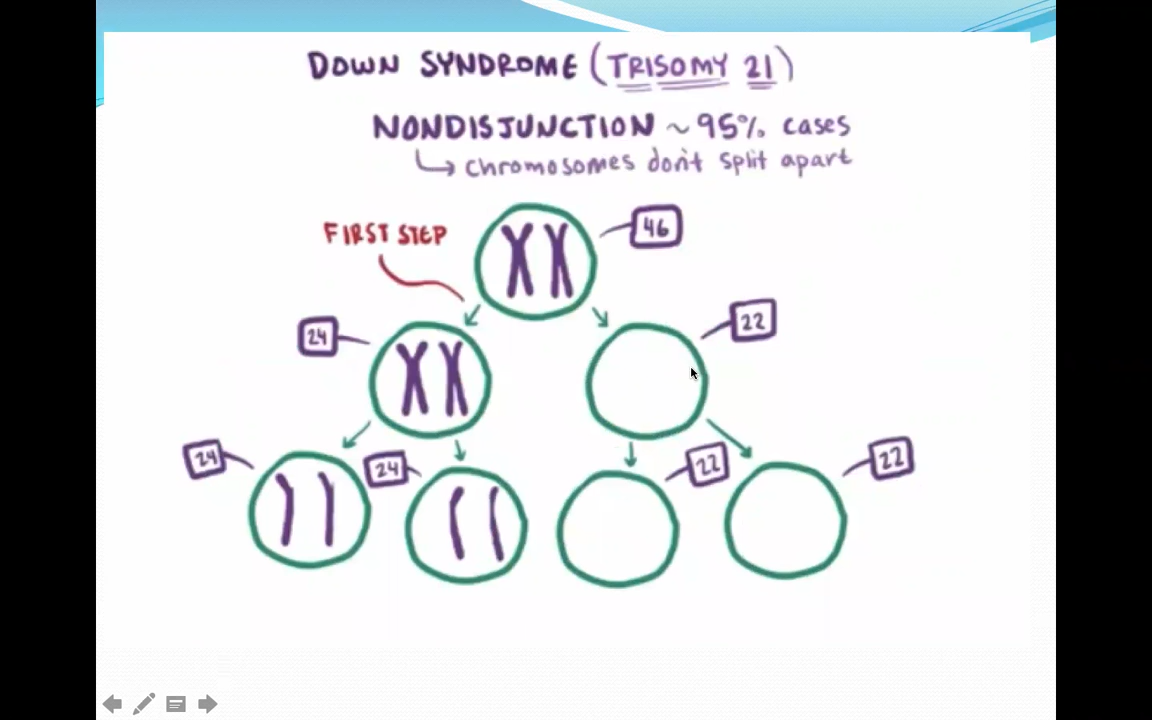 DOWN SYNDROME (TRISOMY 21)
NONDISJUNCTION ~95% cases
chromosomes don't split apart
FIRST STEP
46
24
22
24
24
22
22